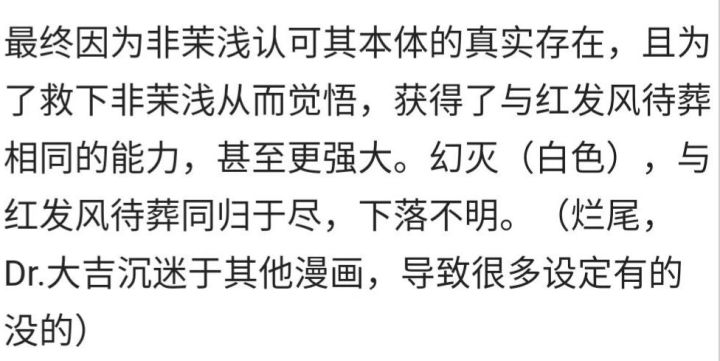 最终因为非茉浅认可其本体的真实存在，且为
了救下非茉浅从而觉悟，获得了与红发风待葬
相同的能力，甚至更强大。幻灭（白色），与
红发风待葬同归于尽，下落不明。（烂尾，
Dr.大吉沉迷于其他漫画，导致很多设定有的
没的）